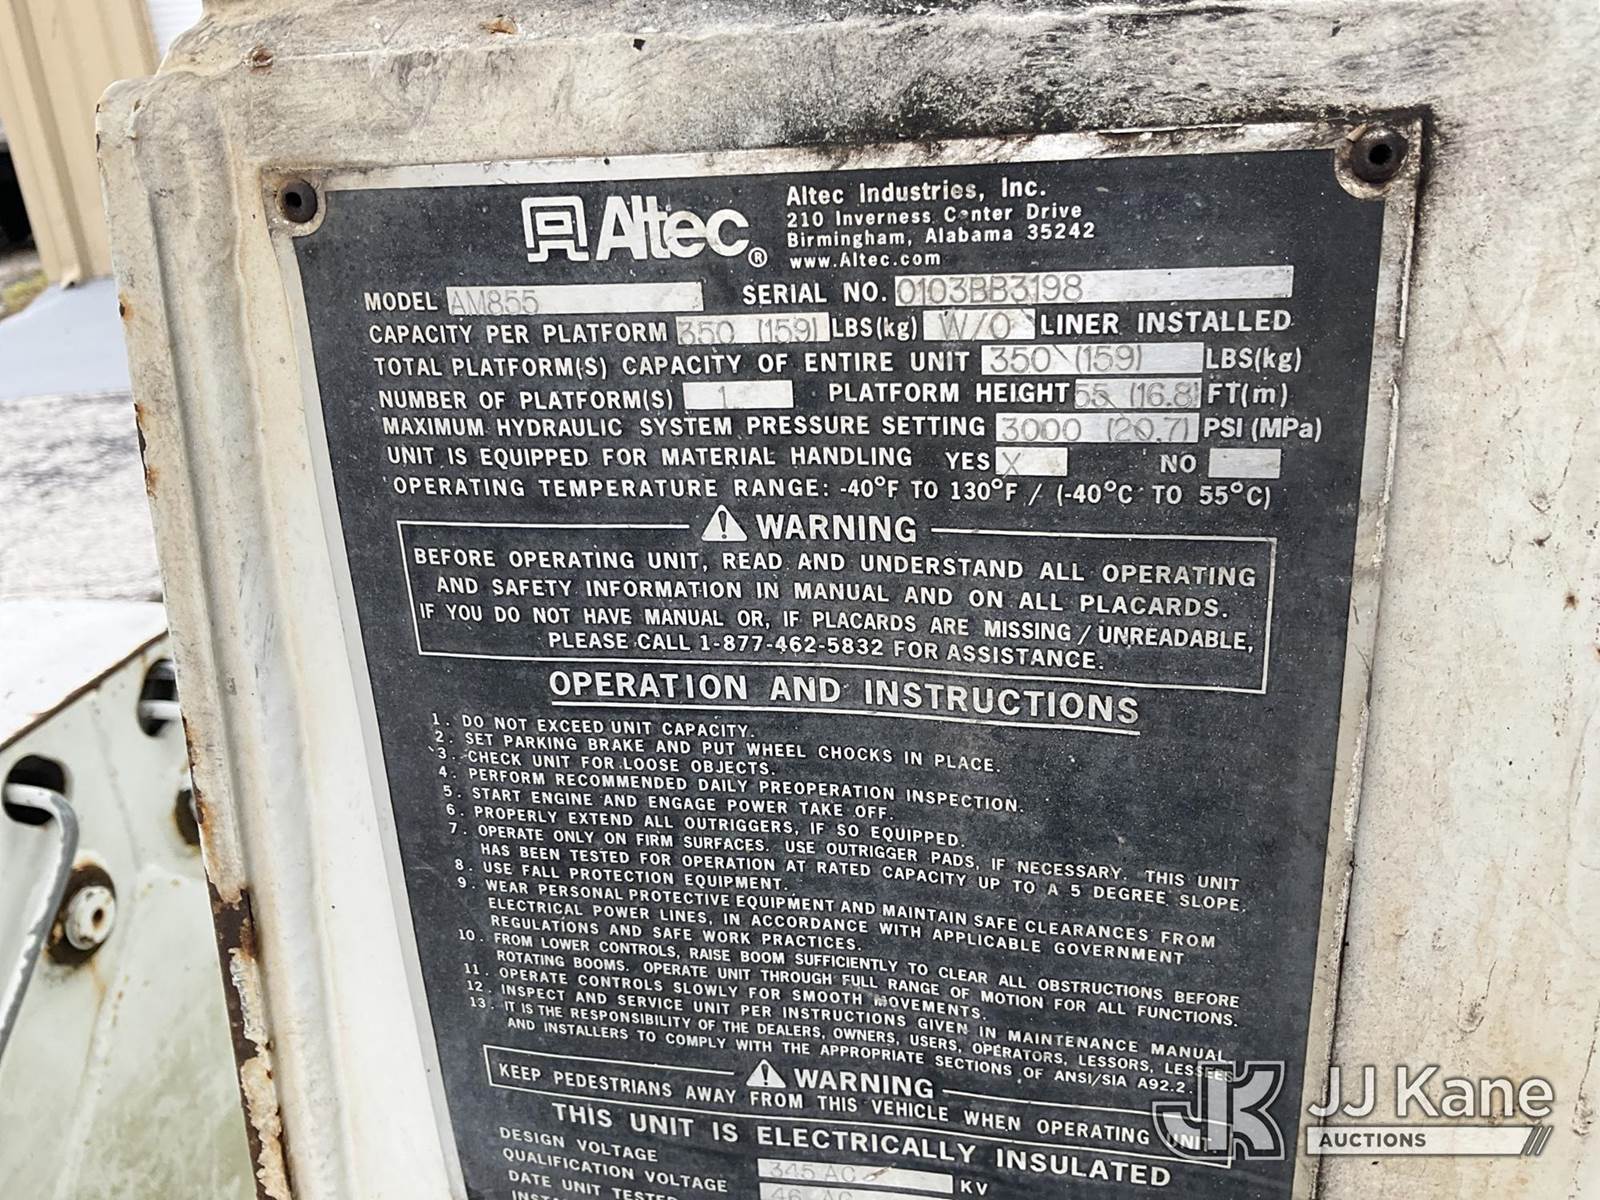 Altec®
Altec Industries, Inc.
210 Inverness Center Drive
Birmingham, Alabama 35242
www.Altec.com
MODEL AM855 SERIAL NO. 0103BB3198
CAPACITY PER PLATFORM 350 (159) LBS(kg) W/O LINER INSTALLED
TOTAL PLATFORM(S) CAPACITY OF ENTIRE UNIT 350 (159) LBS(kg)
NUMBER OF PLATFORM(S) 1 PLATFORM HEIGHT 55 (16.8) FT(m)
MAXIMUM HYDRAULIC SYSTEM PRESSURE SETTING 3000 (20.7) PSI (MPa)
UNIT IS EQUIPPED FOR MATERIAL HANDLING YES X NO
OPERATING TEMPERATURE RANGE: -40°F TO 130°F / (-40°C TO 55°C)
WARNING
BEFORE OPERATING UNIT, READ AND UNDERSTAND ALL OPERATING
AND SAFETY INFORMATION IN MANUAL AND ON ALL PLACARDS.
IF YOU DO NOT HAVE MANUAL OR, IF PLACARDS ARE MISSING / UNREADABLE,
PLEASE CALL 1-877-462-5832 FOR ASSISTANCE.
OPERATION AND INSTRUCTIONS
1. DO NOT EXCEED UNIT CAPACITY.
2. SET PARKING BRAKE AND PUT WHEEL CHOCKS IN PLACE.
3. CHECK UNIT FOR LOOSE OBJECTS.
4. PERFORM RECOMMENDED DAILY PREOPERATION INSPECTION.
5. START ENGINE AND ENGAGE POWER TAKE OFF.
6. PROPERLY EXTEND ALL OUTRIGGERS, IF SO EQUIPPED.
7. OPERATE ONLY ON FIRM SURFACES. USE OUTRIGGER PADS, IF NECESSARY. THIS UNIT
HAS BEEN TESTED FOR OPERATION AT RATED CAPACITY UP TO A 5 DEGREE SLOPE.
8. USE FALL PROTECTION EQUIPMENT.
9. WEAR PERSONAL PROTECTIVE EQUIPMENT AND MAINTAIN SAFE CLEARANCES FROM
ELECTRICAL POWER LINES, IN ACCORDANCE WITH APPLICABLE GOVERNMENT
REGULATIONS AND SAFE WORK PRACTICES.
10. FROM LOWER CONTROLS, RAISE BOOM SUFFICIENTLY TO CLEAR ALL OBSTRUCTIONS BEFORE
ROTATING BOOMS. OPERATE UNIT THROUGH FULL RANGE OF MOTION FOR ALL FUNCTIONS.
11. OPERATE CONTROLS SLOWLY FOR SMOOTH MOVEMENTS.
12. INSPECT AND SERVICE UNIT PER INSTRUCTIONS GIVEN IN MAINTENANCE MANUAL.
13. IT IS THE RESPONSIBILITY OF THE DEALERS, OWNERS, USERS, OPERATORS, LESSORS, LESSEES
AND INSTALLERS TO COMPLY WITH THE APPROPRIATE SECTIONS OF ANSI/SIA A92.2.
WARNING
KEEP PEDESTRIANS AWAY FROM THIS VEHICLE WHEN OPERATING UNIT
THIS UNIT IS ELECTRICALLY INSULATED
DESIGN VOLTAGE 345 AC KV
QUALIFICATION VOLTAGE 46 AC
DATE UNIT TESTED
JK JJ Kane
AUCTIONS